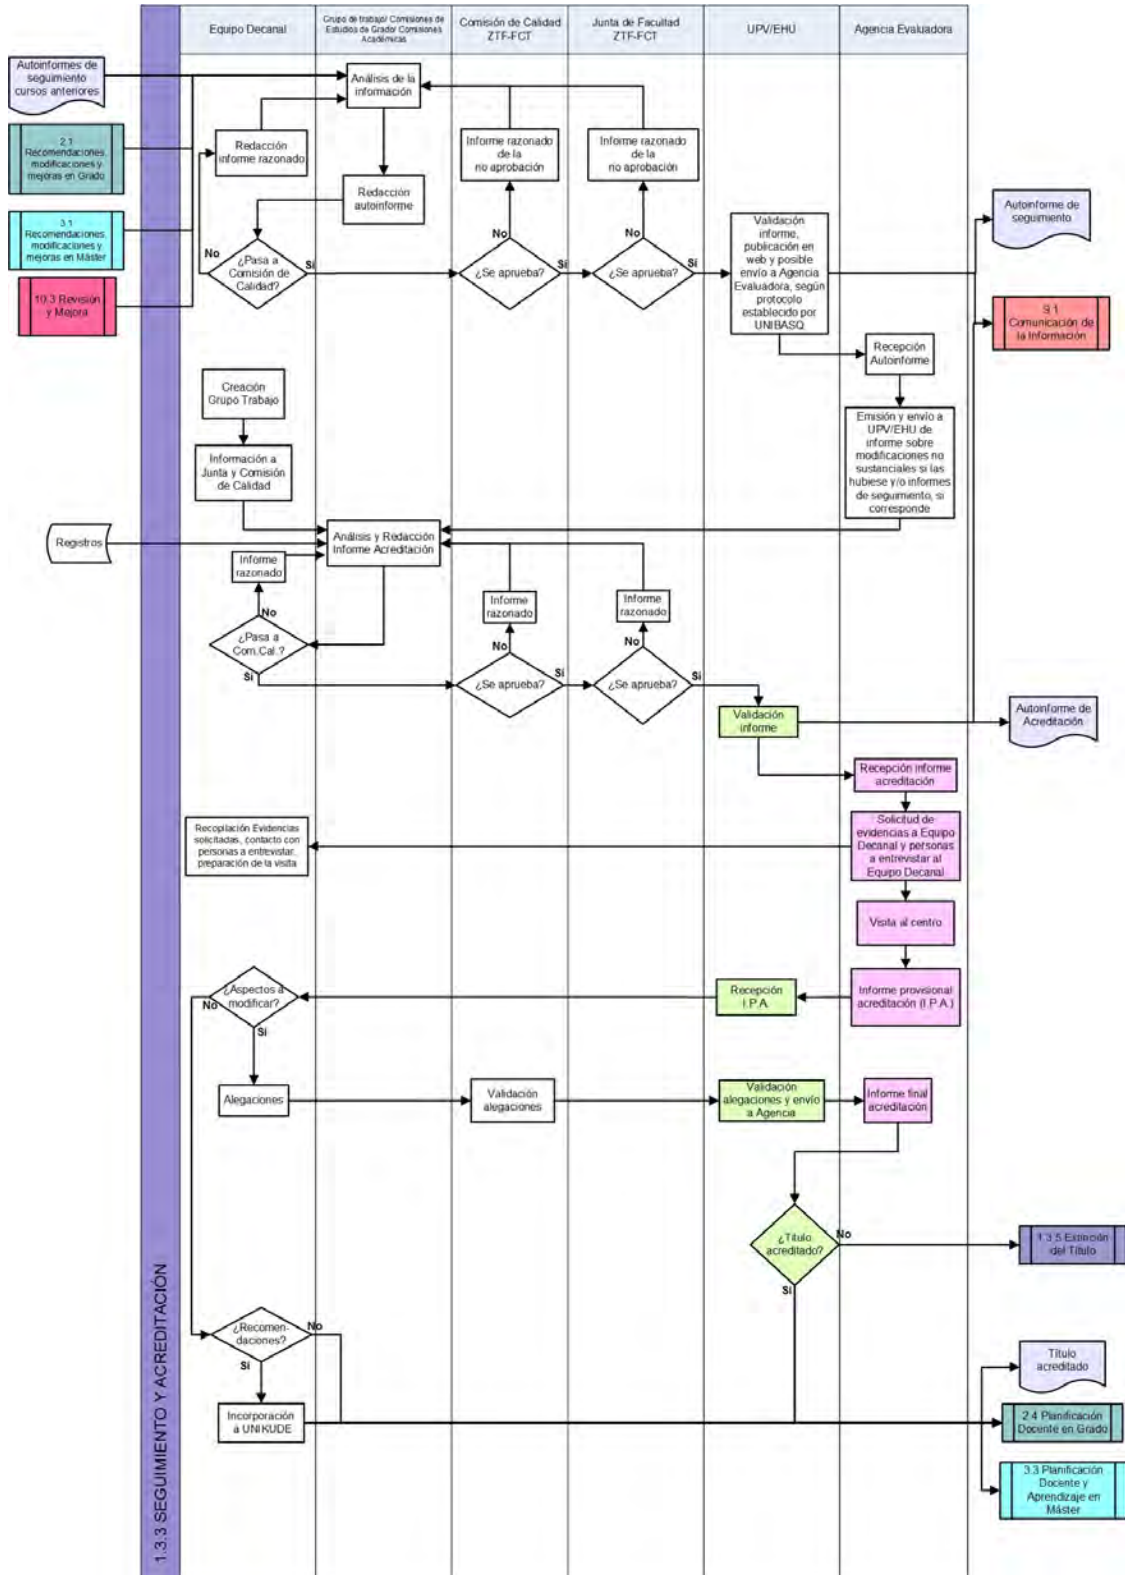 Equipo Decanal
Grupo de trabajo/ Comisiones de
Estudios de Grado/ Comisiones
Académicas
Comisión de Calidad
ZTF-FCT
Junta de Facultad
ZTF-FCT
UPV/EHU
Agencia Evaluadora
Autoinformes de
seguimiento
cursos anteriores
Análisis de la
información
2.1
Recomendaciones,
modificaciones y
mejoras en Grado
Redacción
informe razonado
Informe razonado
de la
no aprobación
Informe razonado
de la
no aprobación
Redacción
autoinforme
3.1
Recomendaciones,
modificaciones y
mejoras en Máster
No
¿Pasa a
Comisión de
Calidad?
Sí
No
¿Se aprueba?
Sí
No
¿Se aprueba?
Sí
Validación
informe,
publicación en
web y posible
envío a Agencia
Evaluadora, según
protocolo
establecido por
UNIBASQ
Autoinforme de
seguimiento
10.3 Revisión
y Mejora
9.1
Comunicación de
la Información
Recepción
Autoinforme
Creación
Grupo Trabajo
Emisión y envío a
UPV/EHU de
informe sobre
modificaciones no
sustanciales si las
hubiese y/o informes
de seguimiento, si
corresponde
Información a
Junta y Comisión
de Calidad
Registros
Análisis y Redacción
Informe Acreditación
Informe
razonado
No
Informe
razonado
Informe
razonado
¿Pasa a
Com.Cal.?
Sí
No
¿Se aprueba?
Sí
No
¿Se aprueba?
Sí
Validación
informe
Autoinforme de
Acreditación
Recepción informe
acreditación
Recopilación Evidencias
solicitadas, contacto con
personas a entrevistar,
preparación de la visita
Solicitud de
evidencias a Equipo
Decanal y personas
a entrevistar al
Equipo Decanal
Visita al centro
¿Aspectos a
modificar?
No
Sí
Recepción
I.P.A.
Informe provisional
acreditación (I.P.A.)
Alegaciones
Validación
alegaciones
Validación
alegaciones y envío
a Agencia
Informe final
acreditación
¿Título
acreditado?
No
Sí
1.3.5 Extinción
del Título
¿Recomen-
daciones?
No
Sí
Título
acreditado
Incorporación
a UNIKUDE
2.4 Planificación
Docente en Grado
3.3 Planificación
Docente y
Aprendizaje en
Máster
1.3.3 SEGUIMIENTO Y ACREDITACIÓN